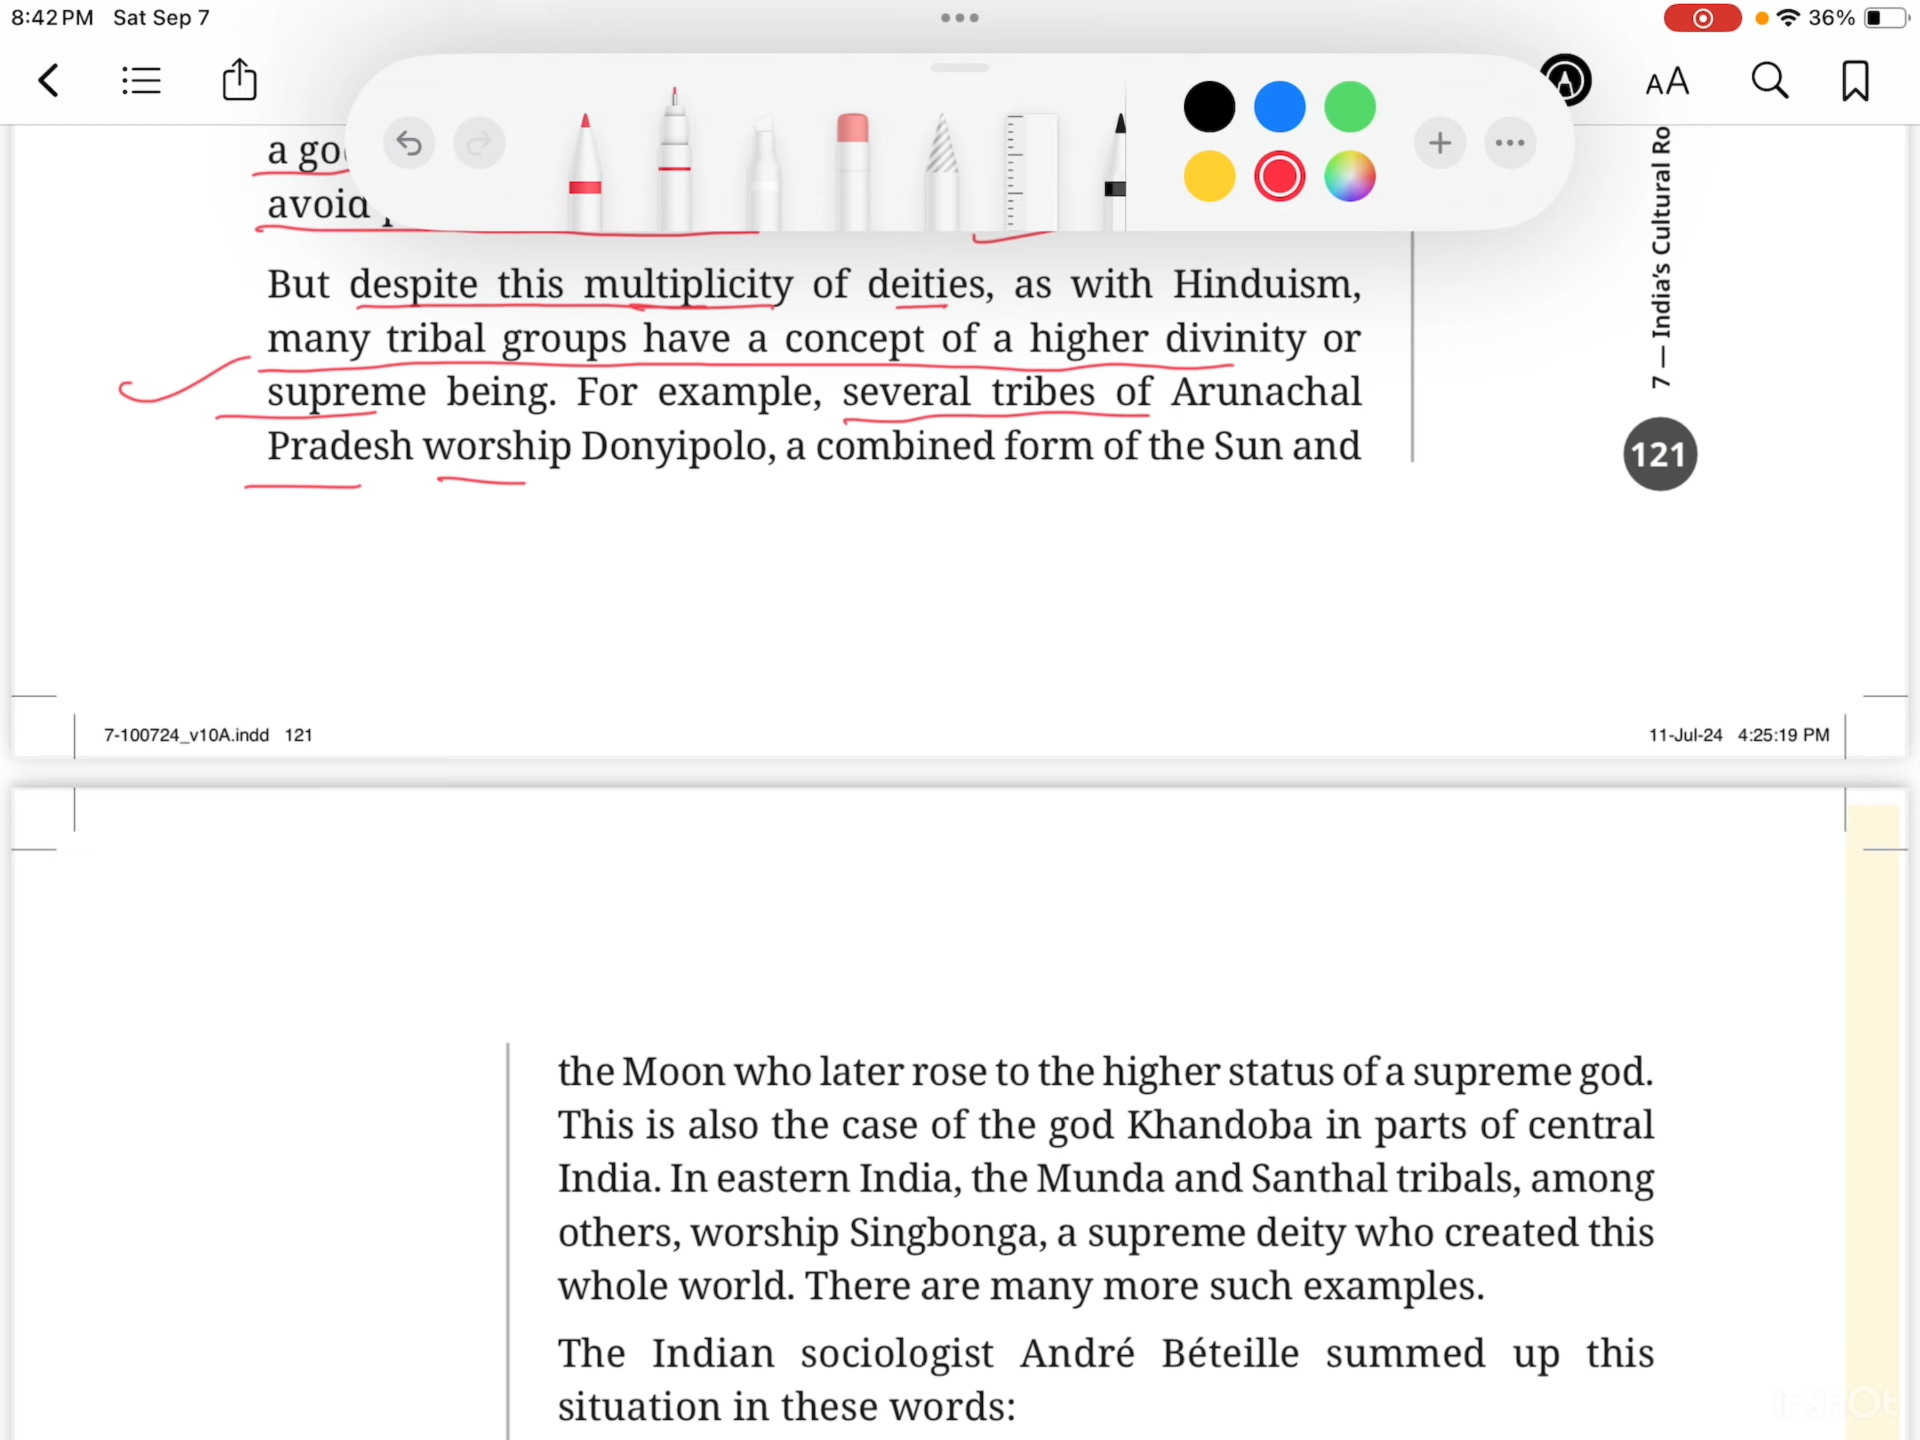 8:42 PM Sat Sep 7
36%
AA
a go
avoid
But despite this multiplicity of deities, as with Hinduism,
many tribal groups have a concept of a higher divinity or
supreme being. For example, several tribes of Arunachal
Pradesh worship Donyipolo, a combined form of the Sun and
7 — India's Cultural Ro
121
7-100724_v10A.indd 121
11-Jul-24 4:25:19 PM
the Moon who later rose to the higher status of a supreme god.
This is also the case of the god Khandoba in parts of central
India. In eastern India, the Munda and Santhal tribals, among
others, worship Singbonga, a supreme deity who created this
whole world. There are many more such examples.
The Indian sociologist André Béteille summed up this
situation in these words:
InShOt